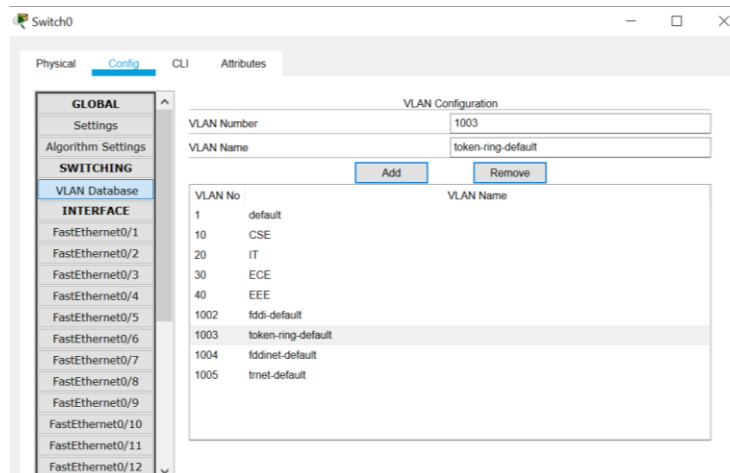 Switch0
Physical Config CLI Attributes
GLOBAL
Settings
Algorithm Settings
SWITCHING
VLAN Database
INTERFACE
FastEthernet0/1
FastEthernet0/2
FastEthernet0/3
FastEthernet0/4
FastEthernet0/5
FastEthernet0/6
FastEthernet0/7
FastEthernet0/8
FastEthernet0/9
FastEthernet0/10
FastEthernet0/11
FastEthernet0/12
VLAN Configuration
VLAN Number 1003
VLAN Name token-ring-default
Add Remove
VLAN No VLAN Name
1 default
10 CSE
20 IT
30 ECE
40 EEE
1002 fddi-default
1003 token-ring-default
1004 fddinet-default
1005 trnet-default